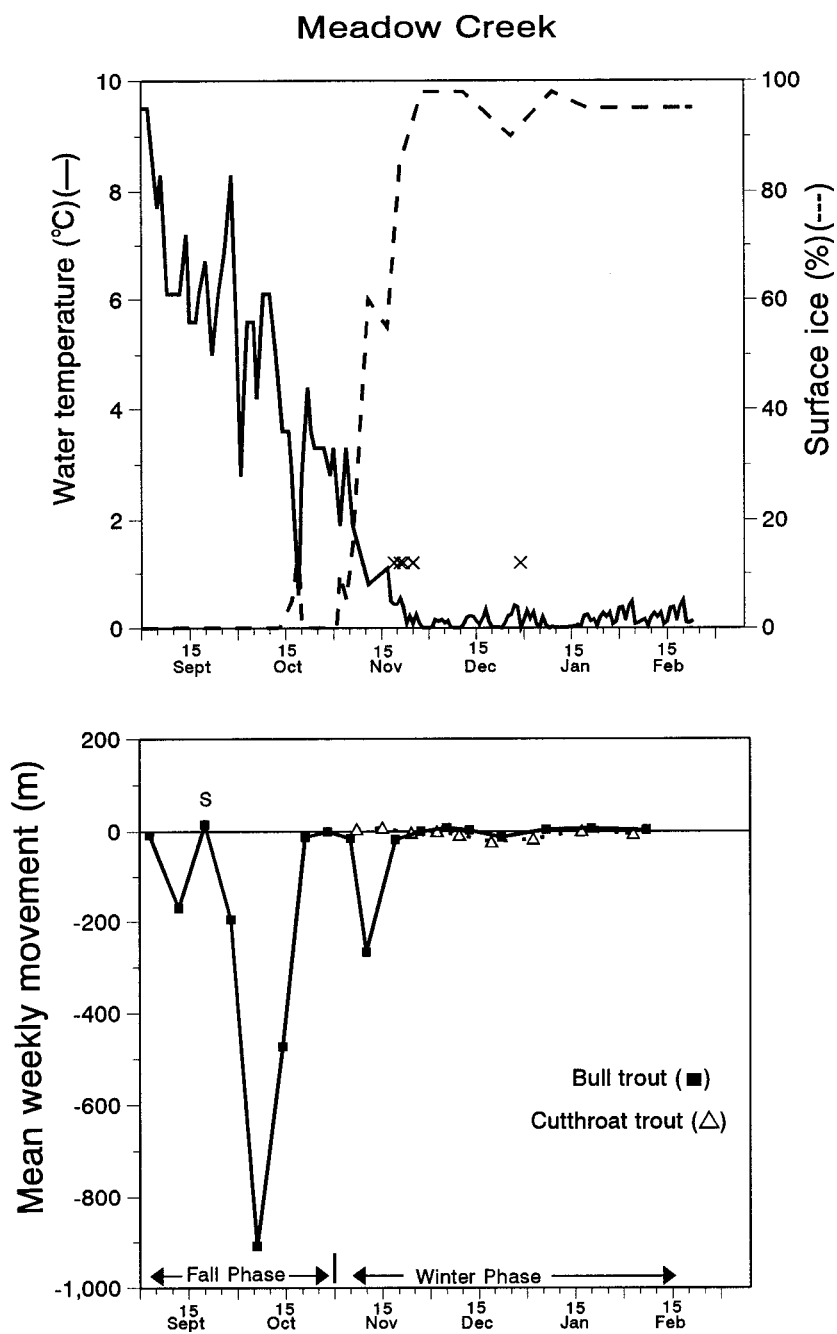 Meadow Creek
Water temperature (°C)(—)
Surface ice (%)(---)
10
8
6
4
2
0
100
80
60
40
20
0
15 15 15 15 15 15
Sept Oct Nov Dec Jan Feb
Mean weekly movement (m)
200
0
-200
-400
-600
-800
-1,000
S
Bull trout (■)
Cutthroat trout (△)
Fall Phase
Winter Phase
15 15 15 15 15 15
Sept Oct Nov Dec Jan Feb